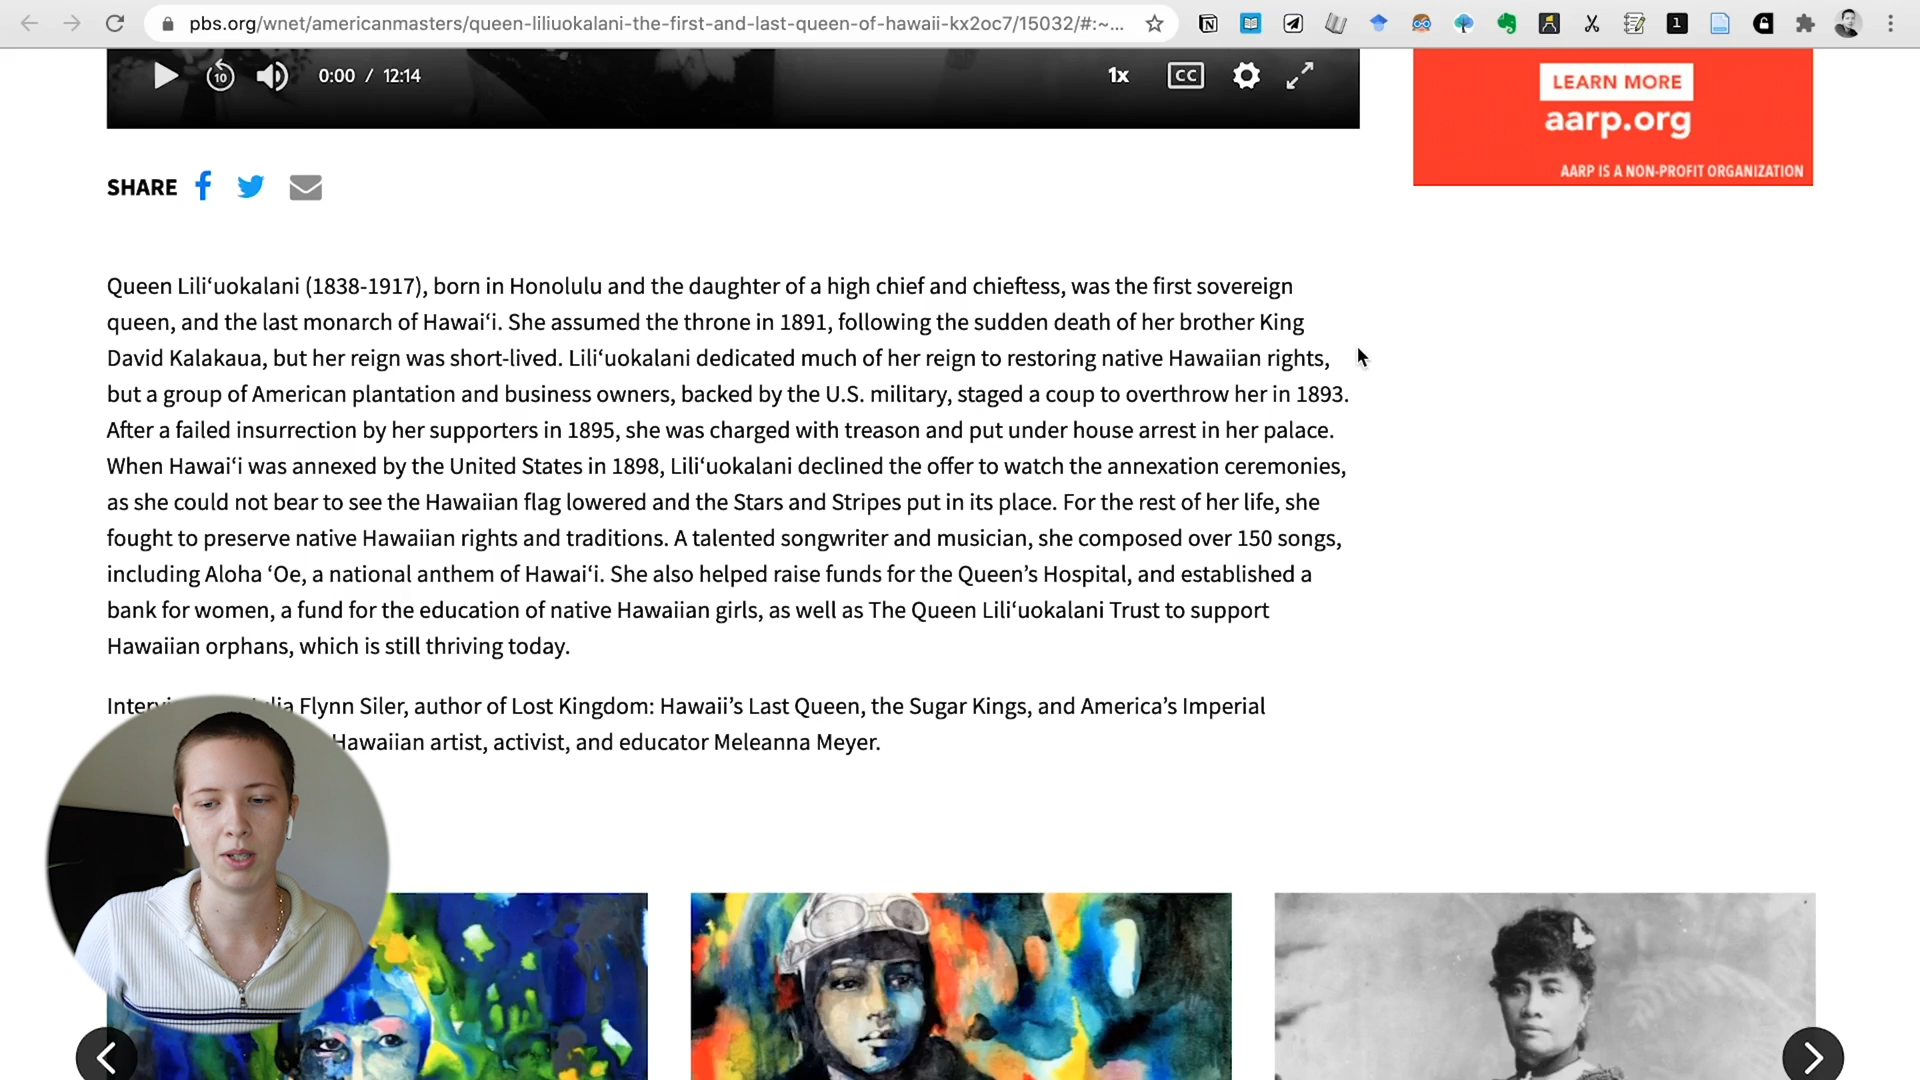 pbs.org/wnet/americanmasters/queen-liliuokalani-the-first-and-last-queen-of-hawaii-kx2oc7/15032/#:~...
10
0:00 / 12:14
1x
CC
LEARN MORE
aarp.org
AARP IS A NON-PROFIT ORGANIZATION
SHARE
Queen Liliʻuokalani (1838-1917), born in Honolulu and the daughter of a high chief and chieftess, was the first sovereign
queen, and the last monarch of Hawaiʻi. She assumed the throne in 1891, following the sudden death of her brother King
David Kalakaua, but her reign was short-lived. Liliʻuokalani dedicated much of her reign to restoring native Hawaiian rights,
but a group of American plantation and business owners, backed by the U.S. military, staged a coup to overthrow her in 1893.
After a failed insurrection by her supporters in 1895, she was charged with treason and put under house arrest in her palace.
When Hawaiʻi was annexed by the United States in 1898, Liliʻuokalani declined the offer to watch the annexation ceremonies,
as she could not bear to see the Hawaiian flag lowered and the Stars and Stripes put in its place. For the rest of her life, she
fought to preserve native Hawaiian rights and traditions. A talented songwriter and musician, she composed over 150 songs,
including Aloha ʻOe, a national anthem of Hawaiʻi. She also helped raise funds for the Queen’s Hospital, and established a
bank for women, a fund for the education of native Hawaiian girls, as well as The Queen Liliʻuokalani Trust to support
Hawaiian orphans, which is still thriving today.
Flynn Siler, author of Lost Kingdom: Hawaii’s Last Queen, the Sugar Kings, and America’s Imperial
Hawaiian artist, activist, and educator Meleanna Meyer.